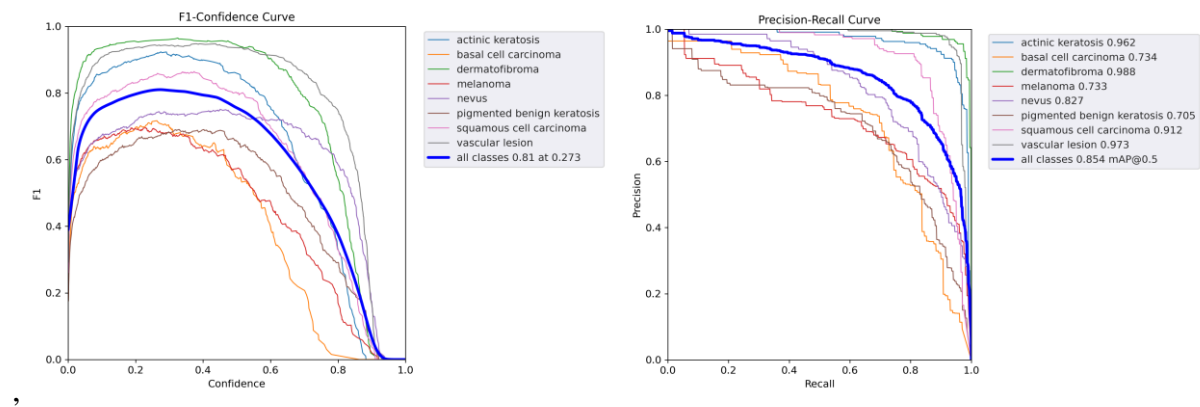 F1-Confidence Curve
1.0
0.8
0.6
0.4
0.2
0.0
F1
0.0 0.2 0.4 0.6 0.8 1.0
Confidence
actinic keratosis
basal cell carcinoma
dermatofibroma
melanoma
nevus
pigmented benign keratosis
squamous cell carcinoma
vascular lesion
all classes 0.81 at 0.273
Precision-Recall Curve
1.0
0.8
0.6
0.4
0.2
0.0
Precision
0.0 0.2 0.4 0.6 0.8 1.0
Recall
actinic keratosis 0.962
basal cell carcinoma 0.734
dermatofibroma 0.988
melanoma 0.733
nevus 0.827
pigmented benign keratosis 0.705
squamous cell carcinoma 0.912
vascular lesion 0.973
all classes 0.854 mAP@0.5
,